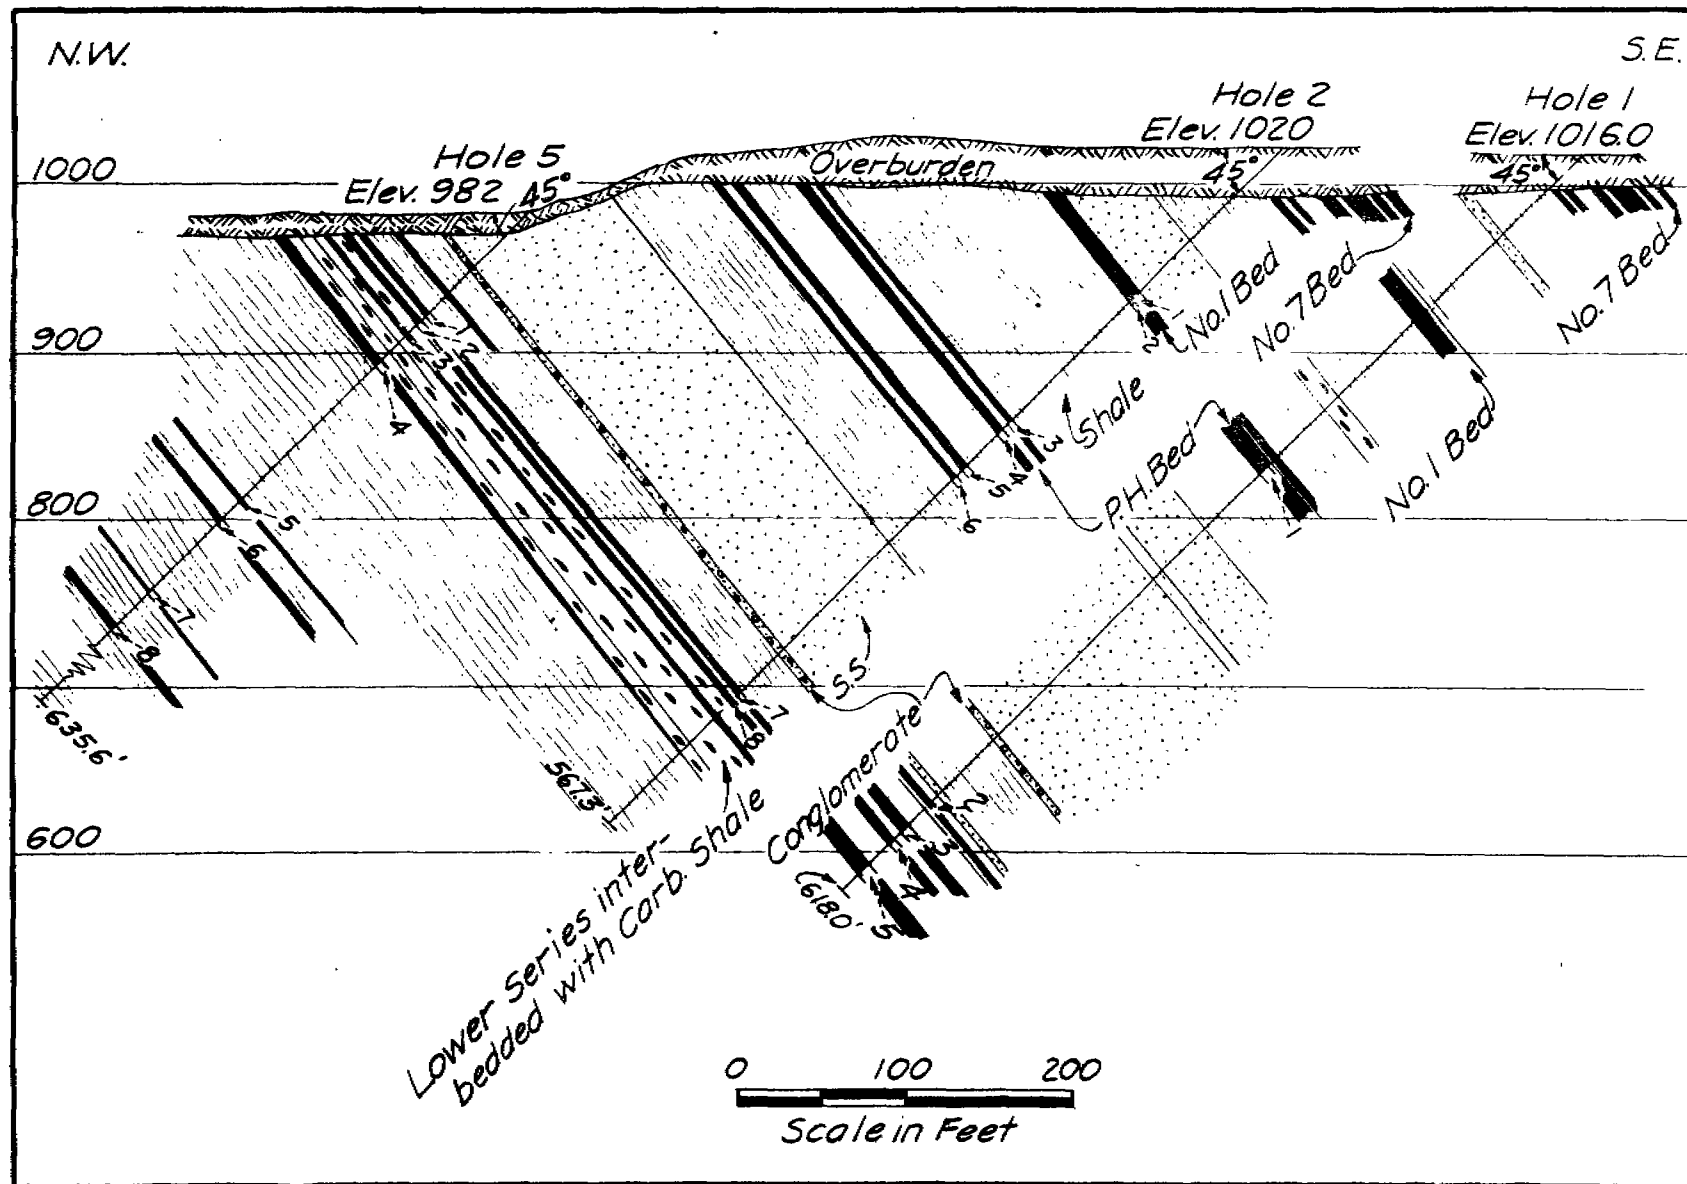 N.W.
S.E.
Hole 2
Elev. 1020
Hole 1
Elev. 1016.0
Hole 5
Elev. 982
45°
Overburden
45°
45°
1000
900
800
600
No.1 Bed
No.7 Bed
No.7 Bed
No.1 Bed
P.H. Bed
Shale
S.S
Conglomerate
1
2
3
4
5
6
7
8
1
2
3
4
5
6
7
8
1
2
3
4
5
635.6'
567.3'
618.0'
Lower Series inter-
bedded with Carb. Shale
0 100 200
Scale in Feet